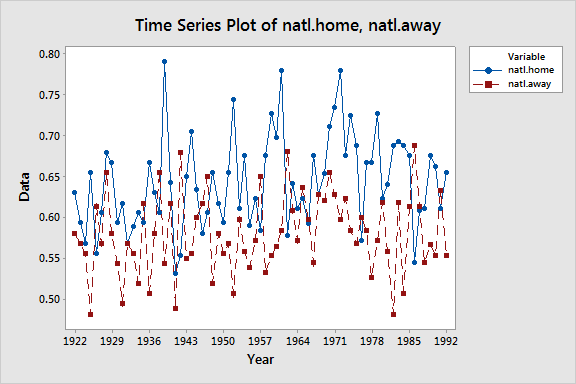 Time Series Plot of natl.home, natl.away
Variable
natl.home
natl.away
0.80
0.75
0.70
0.65
0.60
0.55
0.50
Data
1922 1929 1936 1943 1950 1957 1964 1971 1978 1985 1992
Year